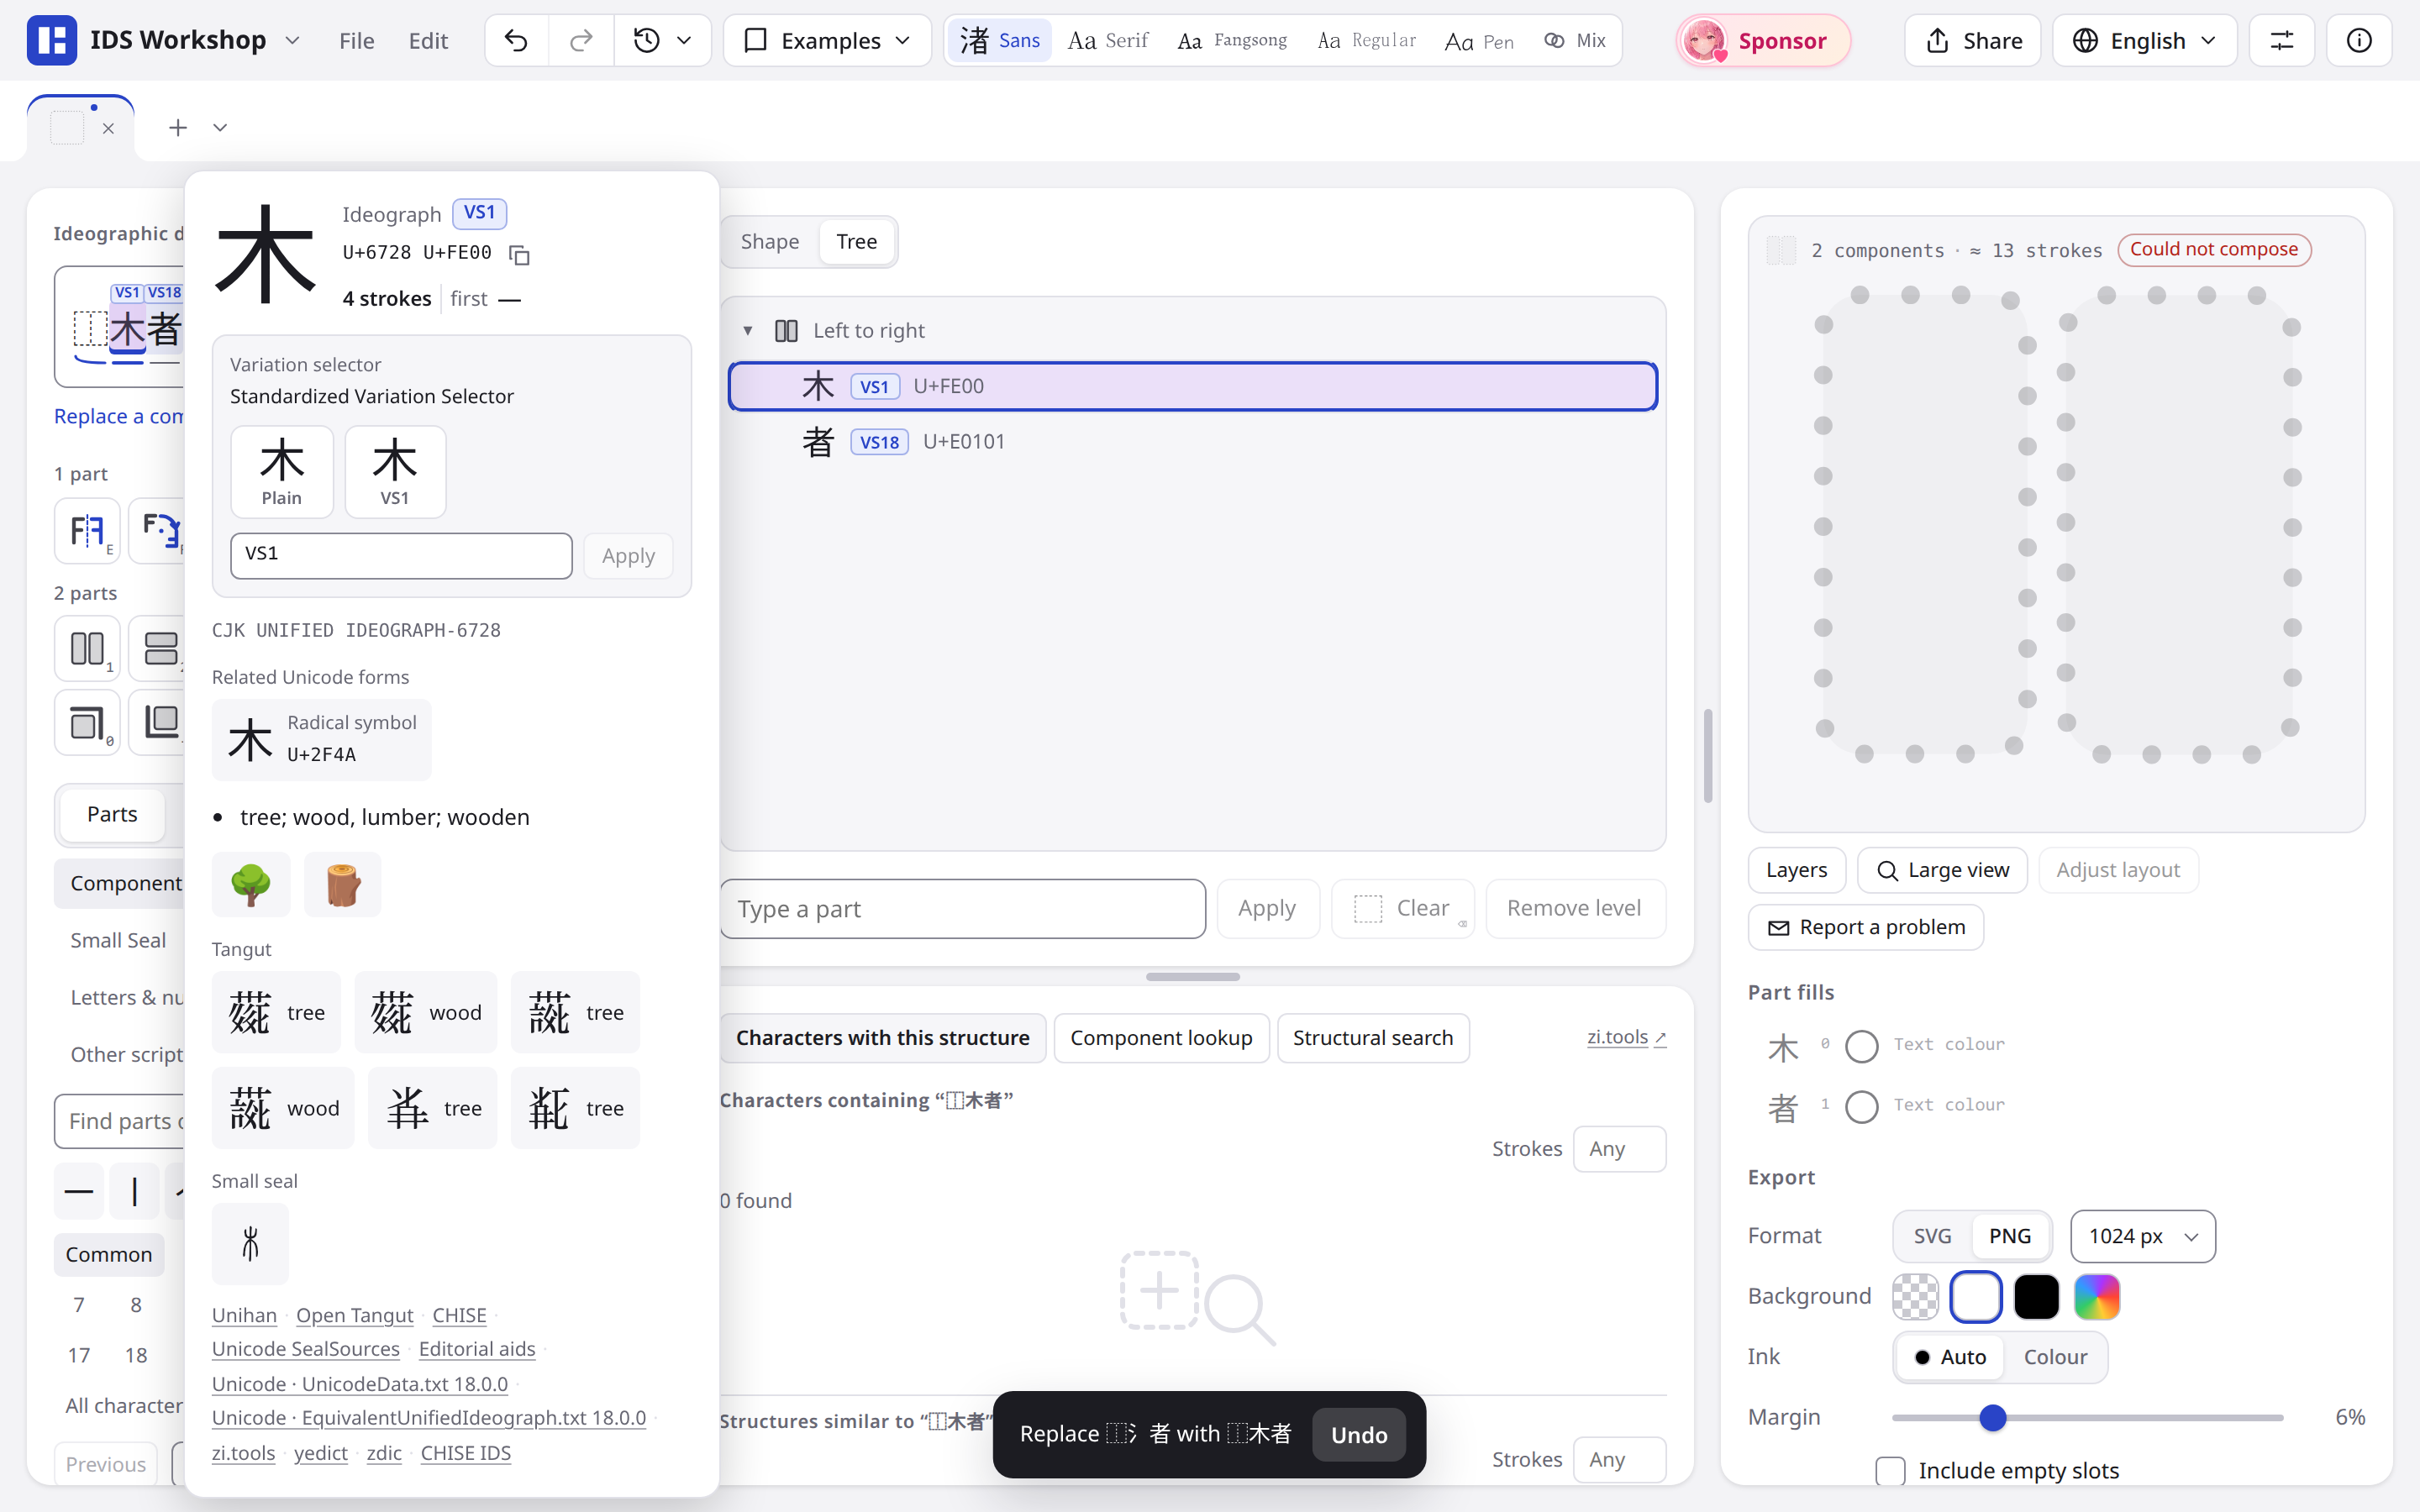 IDS Workshop File Edit Examples 渚 Sans Aa Serif Aa Fangsong Aa Regular Aa Pen Mix Sponsor Share English
Ideographic d
VS1 VS18
⿰木者
Replace a com
1 part
E
2 parts
1
0
Parts
Component
Small Seal
Letters & nu
Other script
Find parts o
Common
7 8
17 18
All character
Previous
木
Ideograph VS1
U+6728 U+FE00
4 strokes first
Variation selector
Standardized Variation Selector
木 木
Plain VS1
VS1 Apply
CJK UNIFIED IDEOGRAPH-6728
Related Unicode forms
木 Radical symbol
U+2F4A
• tree; wood, lumber; wooden
Tangut
tree wood tree
wood tree tree
Small seal
Unihan · Open Tangut · CHISE ·
Unicode SealSources · Editorial aids ·
Unicode · UnicodeData.txt 18.0.0 ·
Unicode · EquivalentUnifiedIdeograph.txt 18.0.0 ·
zi.tools · yedict · zdic · CHISE IDS
Shape Tree
Left to right
木 VS1 U+FE00
者 VS18 U+E0101
Type a part Apply Clear Remove level
Characters with this structure Component lookup Structural search zi.tools ↗
Characters containing “⿰木者”
Strokes Any
0 found
Structures similar to “⿰木者”
Strokes Any
Replace ⿰氵者 with ⿰木者 Undo
2 components · ≈ 13 strokes Could not compose
Layers Large view Adjust layout
Report a problem
Part fills
木 0 Text colour
者 1 Text colour
Export
Format SVG PNG 1024 px
Background
Ink Auto Colour
Margin 6%
Include empty slots